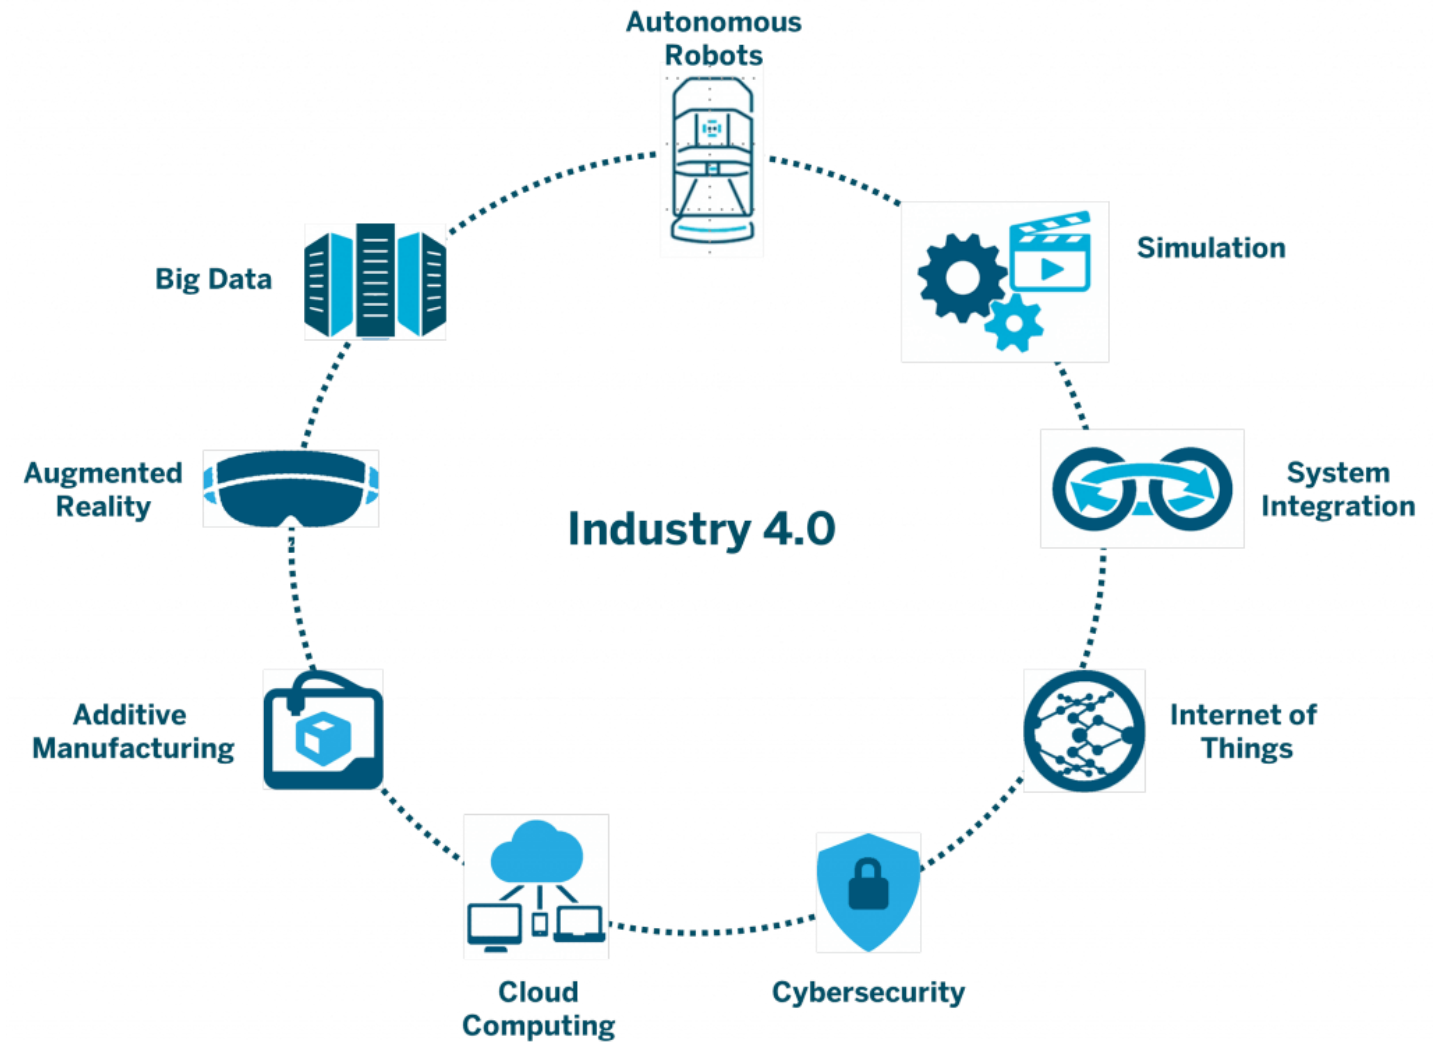 Autonomous
Robots
Simulation
Big Data
System
Integration
Augmented
Reality
Industry 4.0
Internet of
Things
Additive
Manufacturing
Cybersecurity
Cloud
Computing